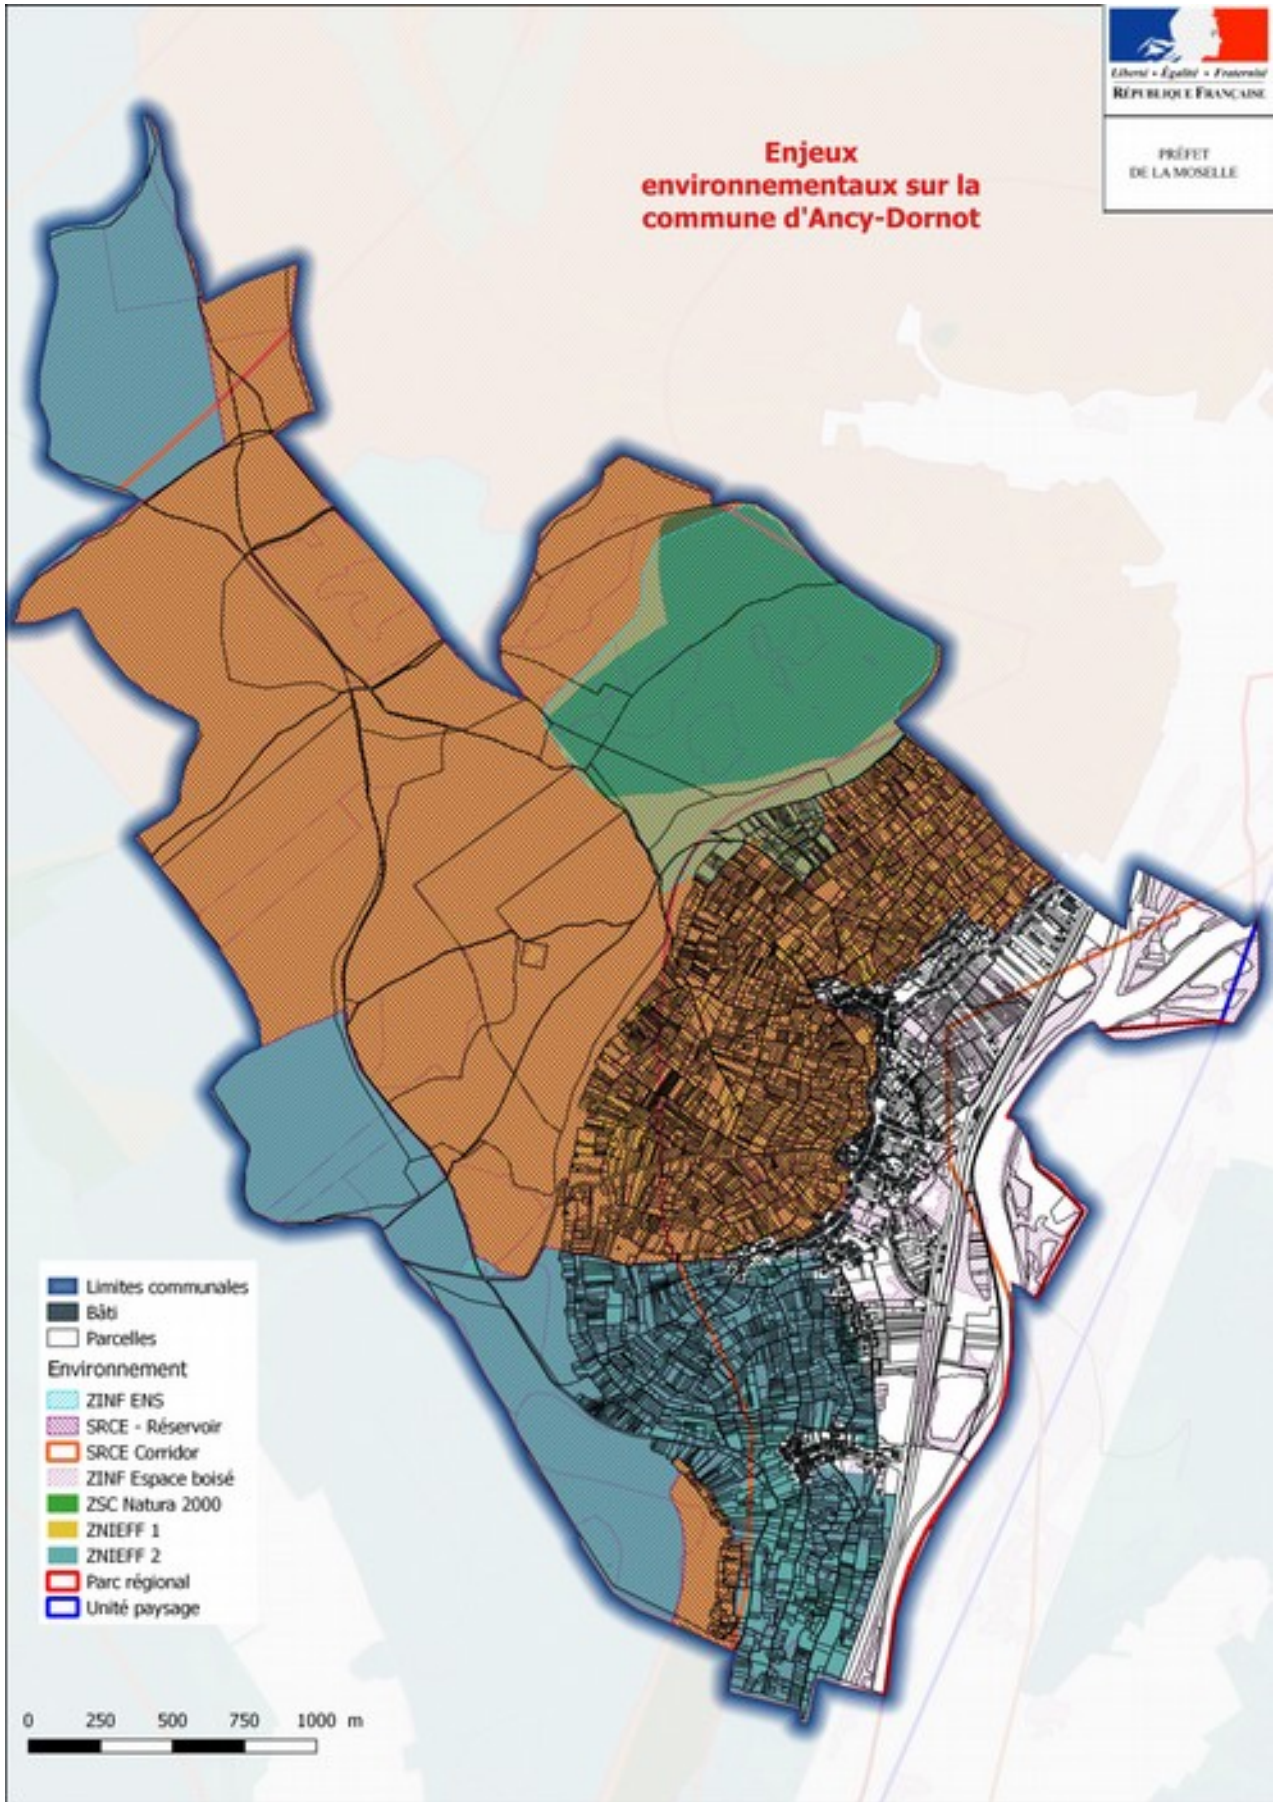 Liberté • Égalité • Fraternité
RÉPUBLIQUE FRANÇAISE
PRÉFET
DE LA MOSELLE
Enjeux
environnementaux sur la
commune d'Ancy-Dornot
Limites communales
Bâti
Parcelles
Environnement
ZINF ENS
SRCE - Réservoir
SRCE Corridor
ZINF Espace boisé
ZSC Natura 2000
ZNIEFF 1
ZNIEFF 2
Parc régional
Unité paysage
0 250 500 750 1000 m